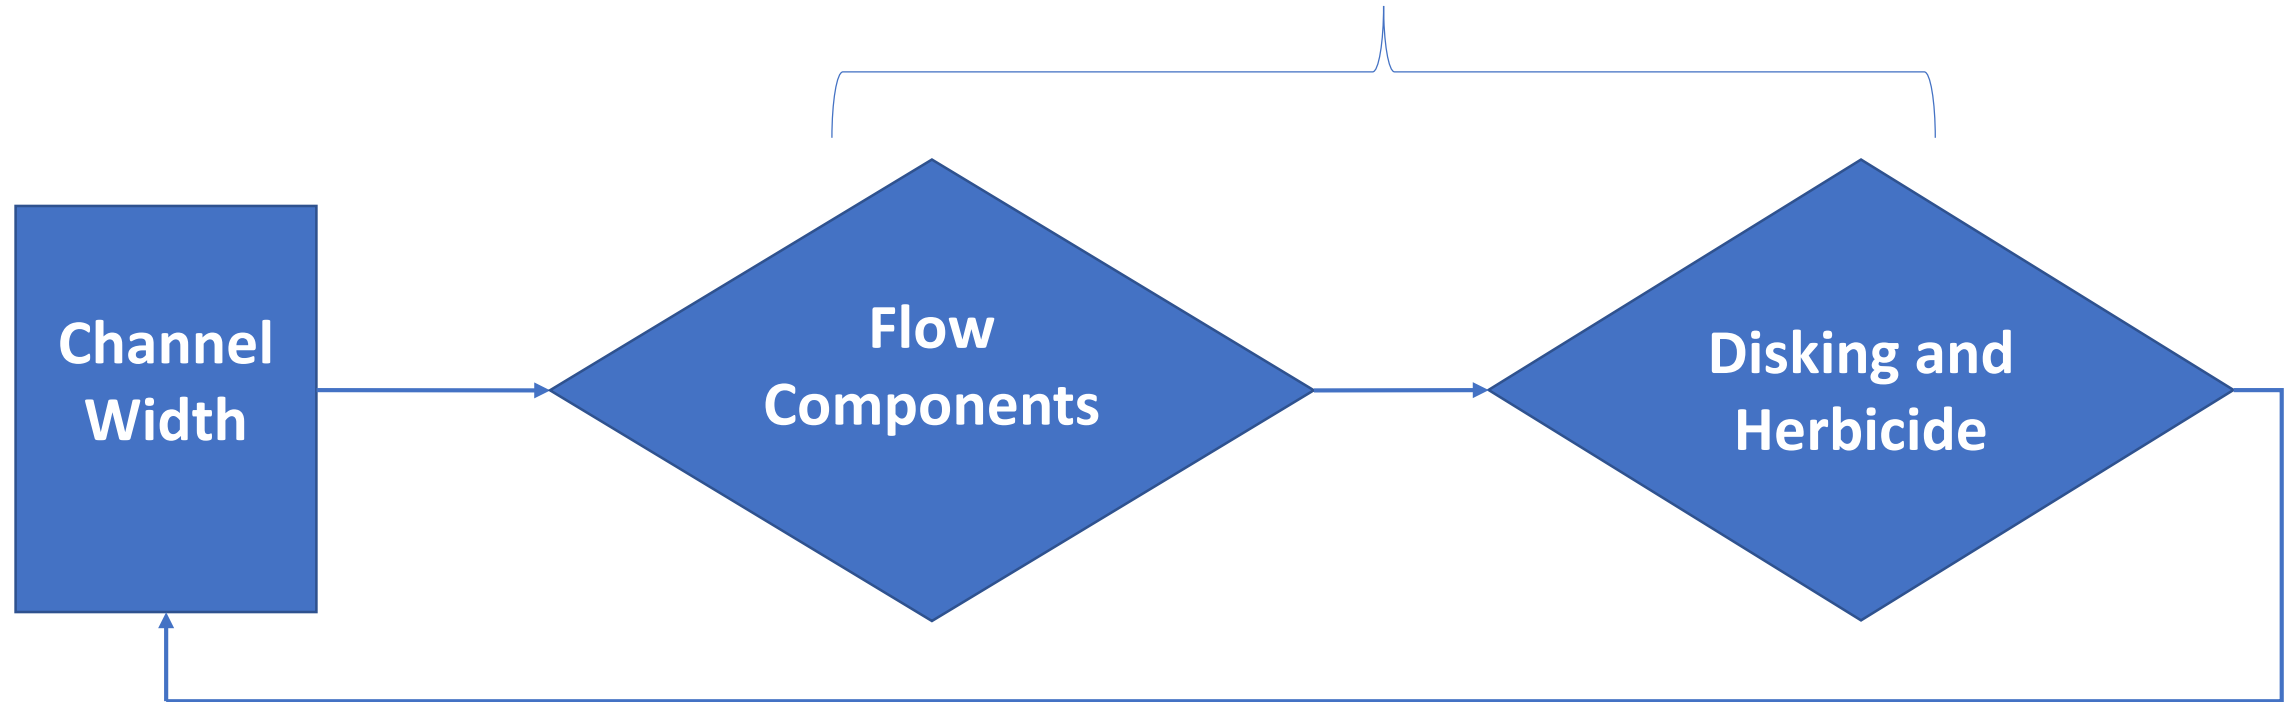 Channel
Width
Flow
Components
Disking and
Herbicide